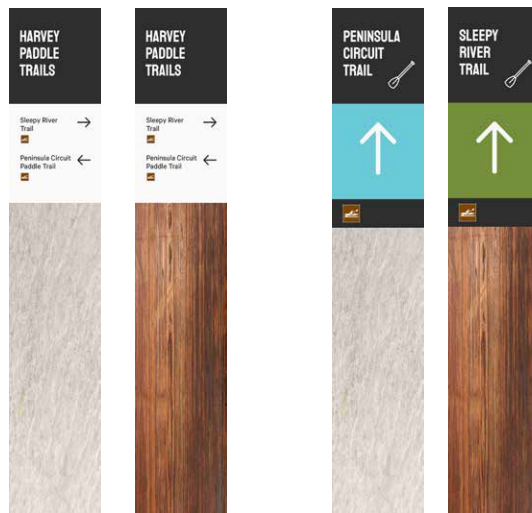 HARVEY
PADDLE
TRAILS
Sleepy River
Trail
Peninsula Circuit
Paddle Trail
HARVEY
PADDLE
TRAILS
Sleepy River
Trail
Peninsula Circuit
Paddle Trail
PENINSULA
CIRCUIT
TRAIL
SLEEPY
RIVER
TRAIL